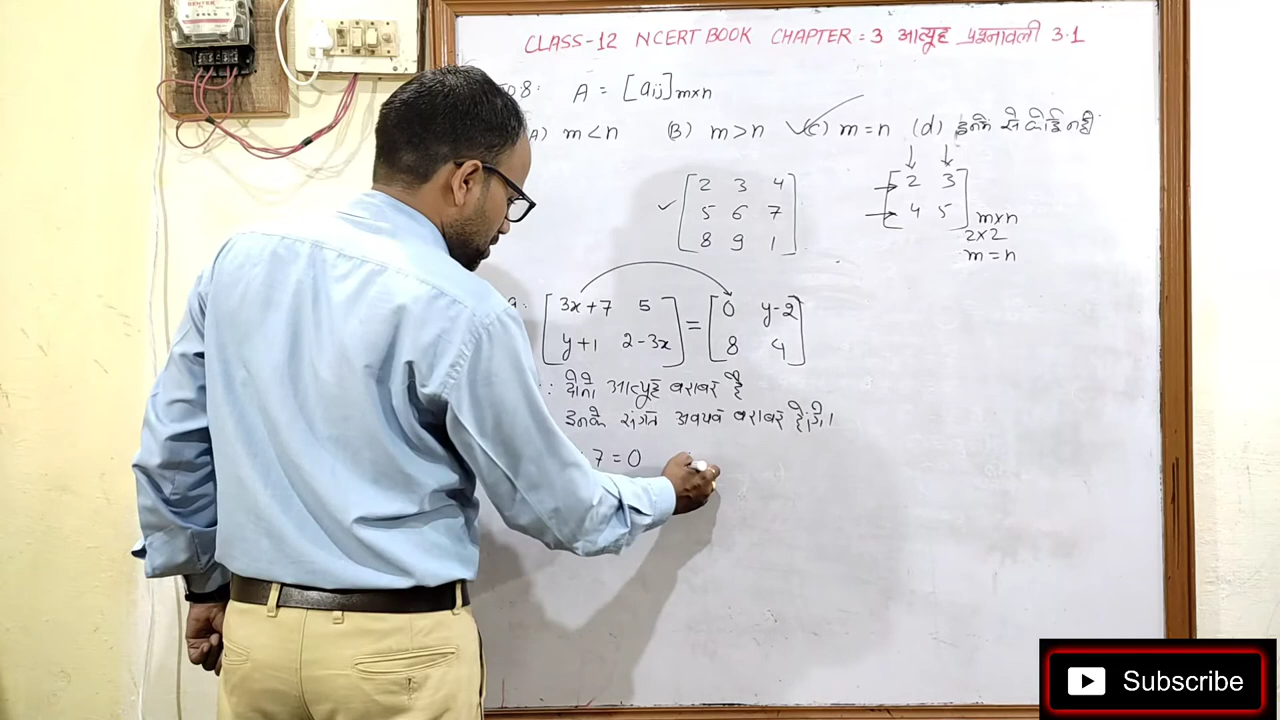 CLASS-12 NCERT BOOK CHAPTER = 3 आव्यूह प्रश्नावली 3.1
08: A = [aij]m×n
A) m < n (B) m > n (C) m = n (d) इनमे से कोई नही
2 3 4
5 6 7
8 9 1
2 3
4 5
m×n
2×2
m = n
[3x+7 5] = [0 y-2]
[y+1 2-3x] [8 4]
∵ दोनो आव्यूह बराबर है
इनके संगत अवयव बराबर होंगे।
7 = 0
Subscribe